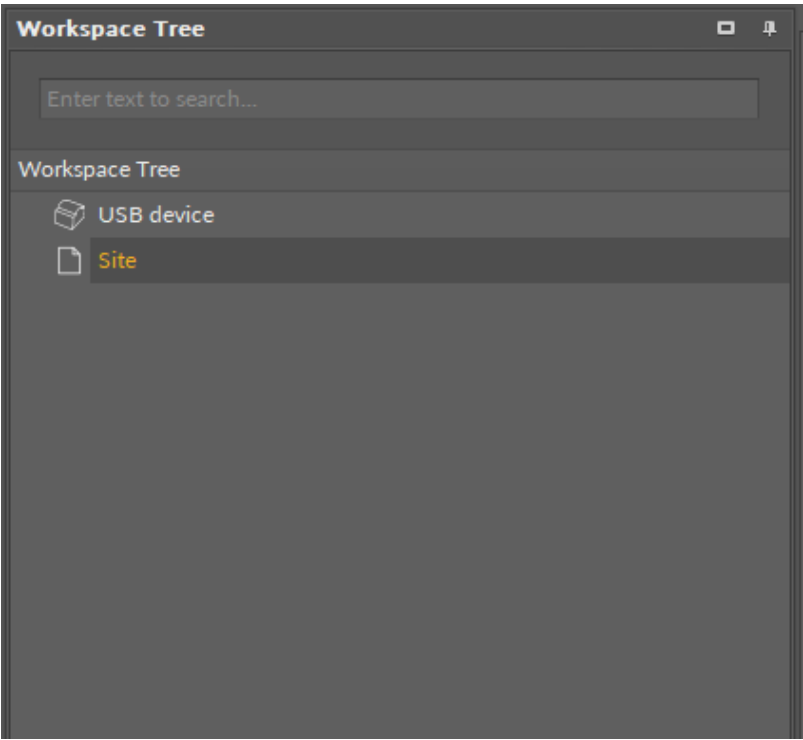 Workspace Tree
Enter text to search...
Workspace Tree
USB device
Site